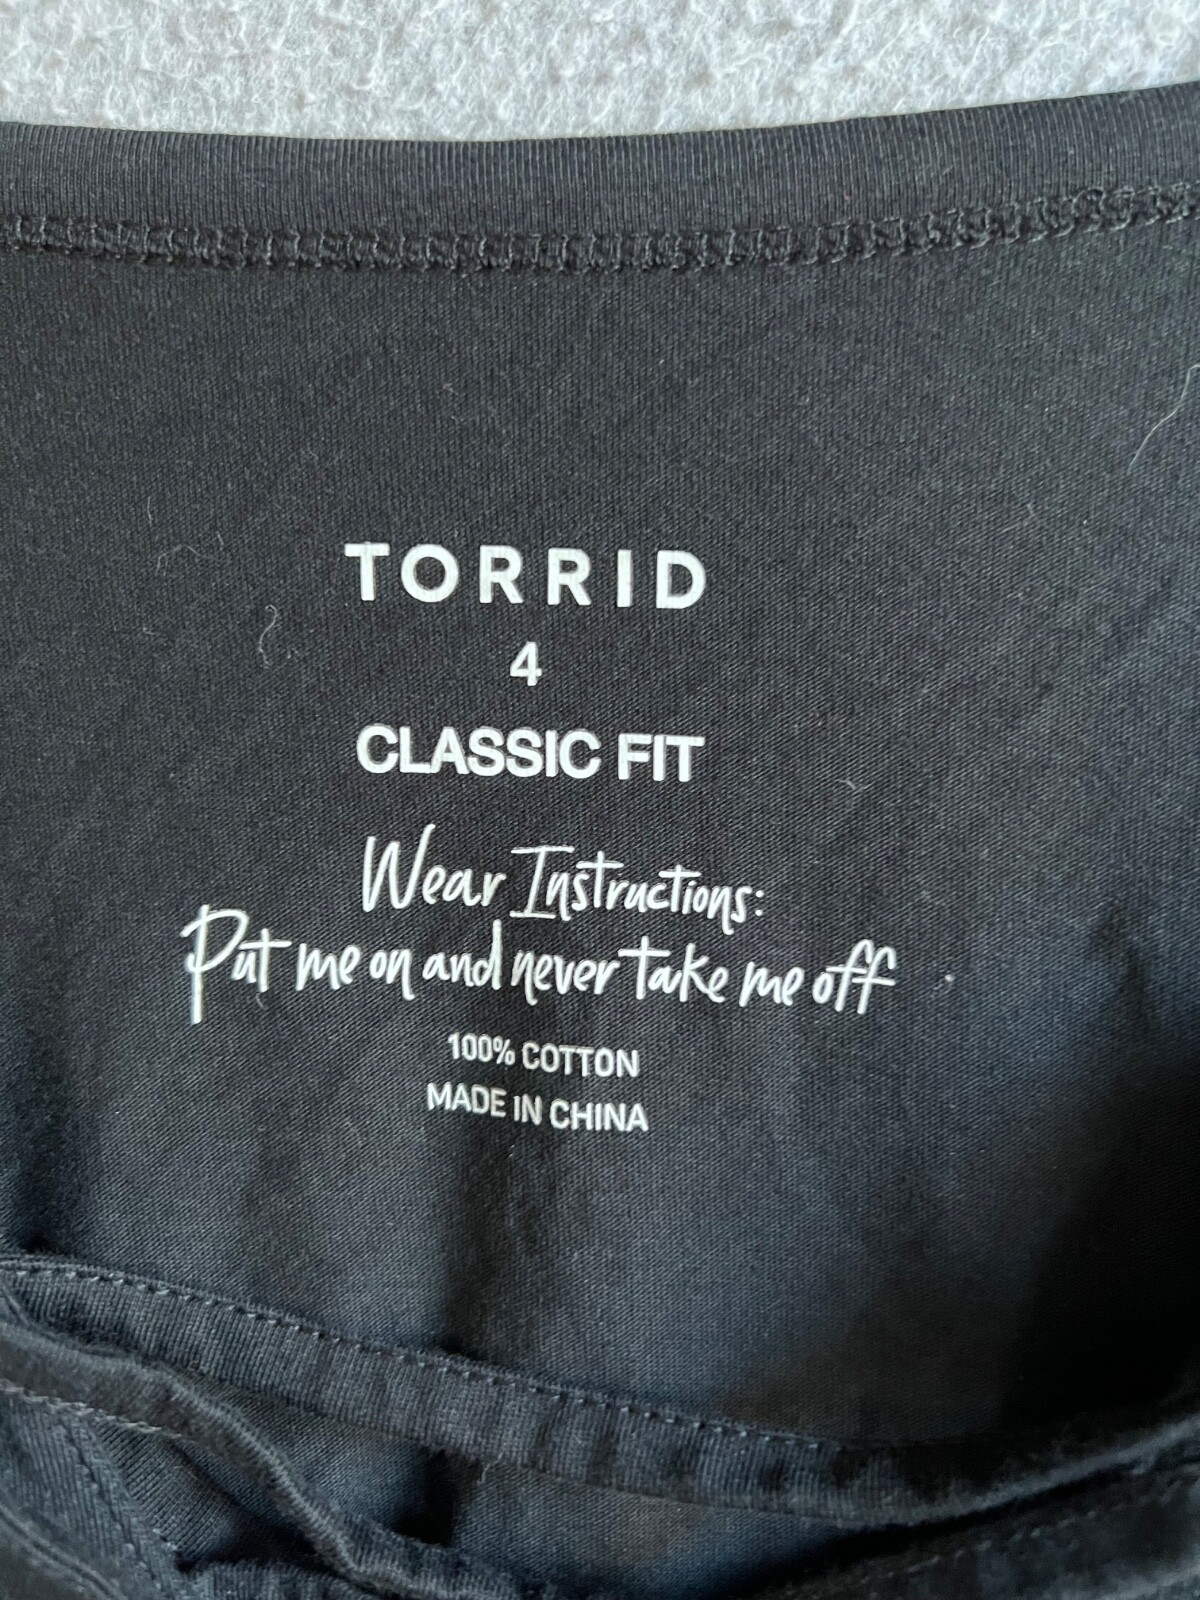 TORRID
4
CLASSIC FIT
Wear Instructions:
Put me on and never take me off
100% COTTON
MADE IN CHINA